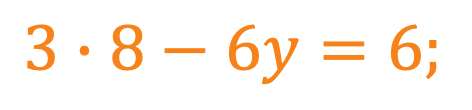 3 · 8 − 6y = 6;